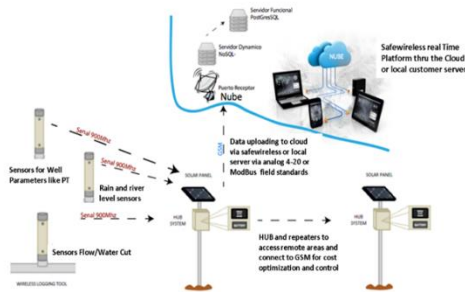 Servidor Funcional
PostGreSQL
Servidor Dynamico
NoSQL-
Puerto Receptor
Nube
NUBE
Safewireless real Time
Platform thru the Cloud
or local customer server
Senal 900Mhz
Senal 900Mhz
Sensors for Well
Parameters like PT
Rain and river
level sensors
GSM
Data uploading to cloud
via safewireless or local
server via analog 4-20 or
ModBus field standards
SOLAR PANEL
SOLAR PANEL
Senal 900Mhz
HUB
SYSTEM
HUB
SYSTEM
Sensors Flow/Water Cut
WIRELESS LOGGING TOOL
HUB and repeaters to
access remote areas and
connect to GSM for cost
optimization and control